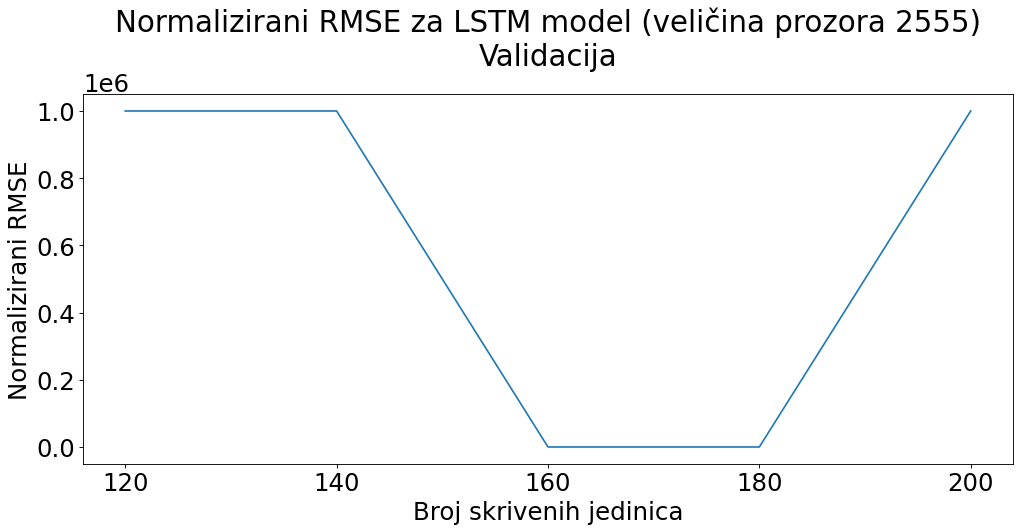 Normalizirani RMSE za LSTM model (veličina prozora 2555)
Validacija
1e6
1.0
0.8
0.6
0.4
0.2
0.0
Normalizirani RMSE
120 140 160 180 200
Broj skrivenih jedinica